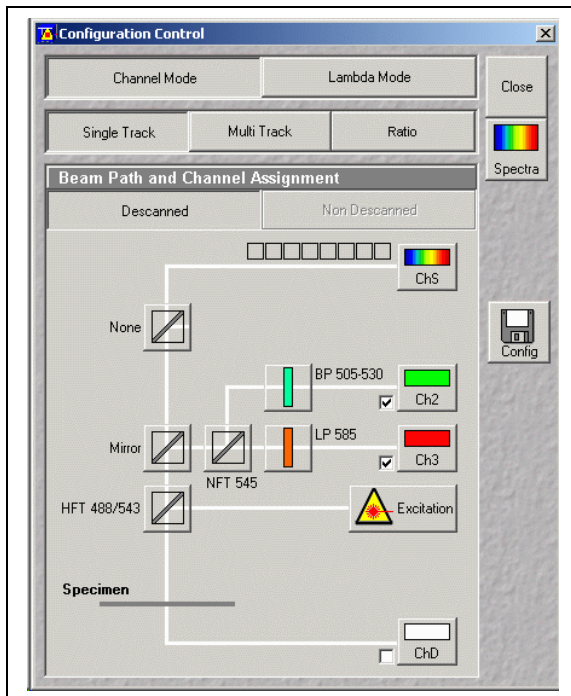 Configuration Control
Channel Mode
Lambda Mode
Close
Single Track
Multi Track
Ratio
Spectra
Beam Path and Channel Assignment
Descanned
Non Descanned
ChS
None
Config
BP 505-530
Ch2
Mirror
LP 585
Ch3
NFT 545
HFT 488/543
Excitation
Specimen
ChD